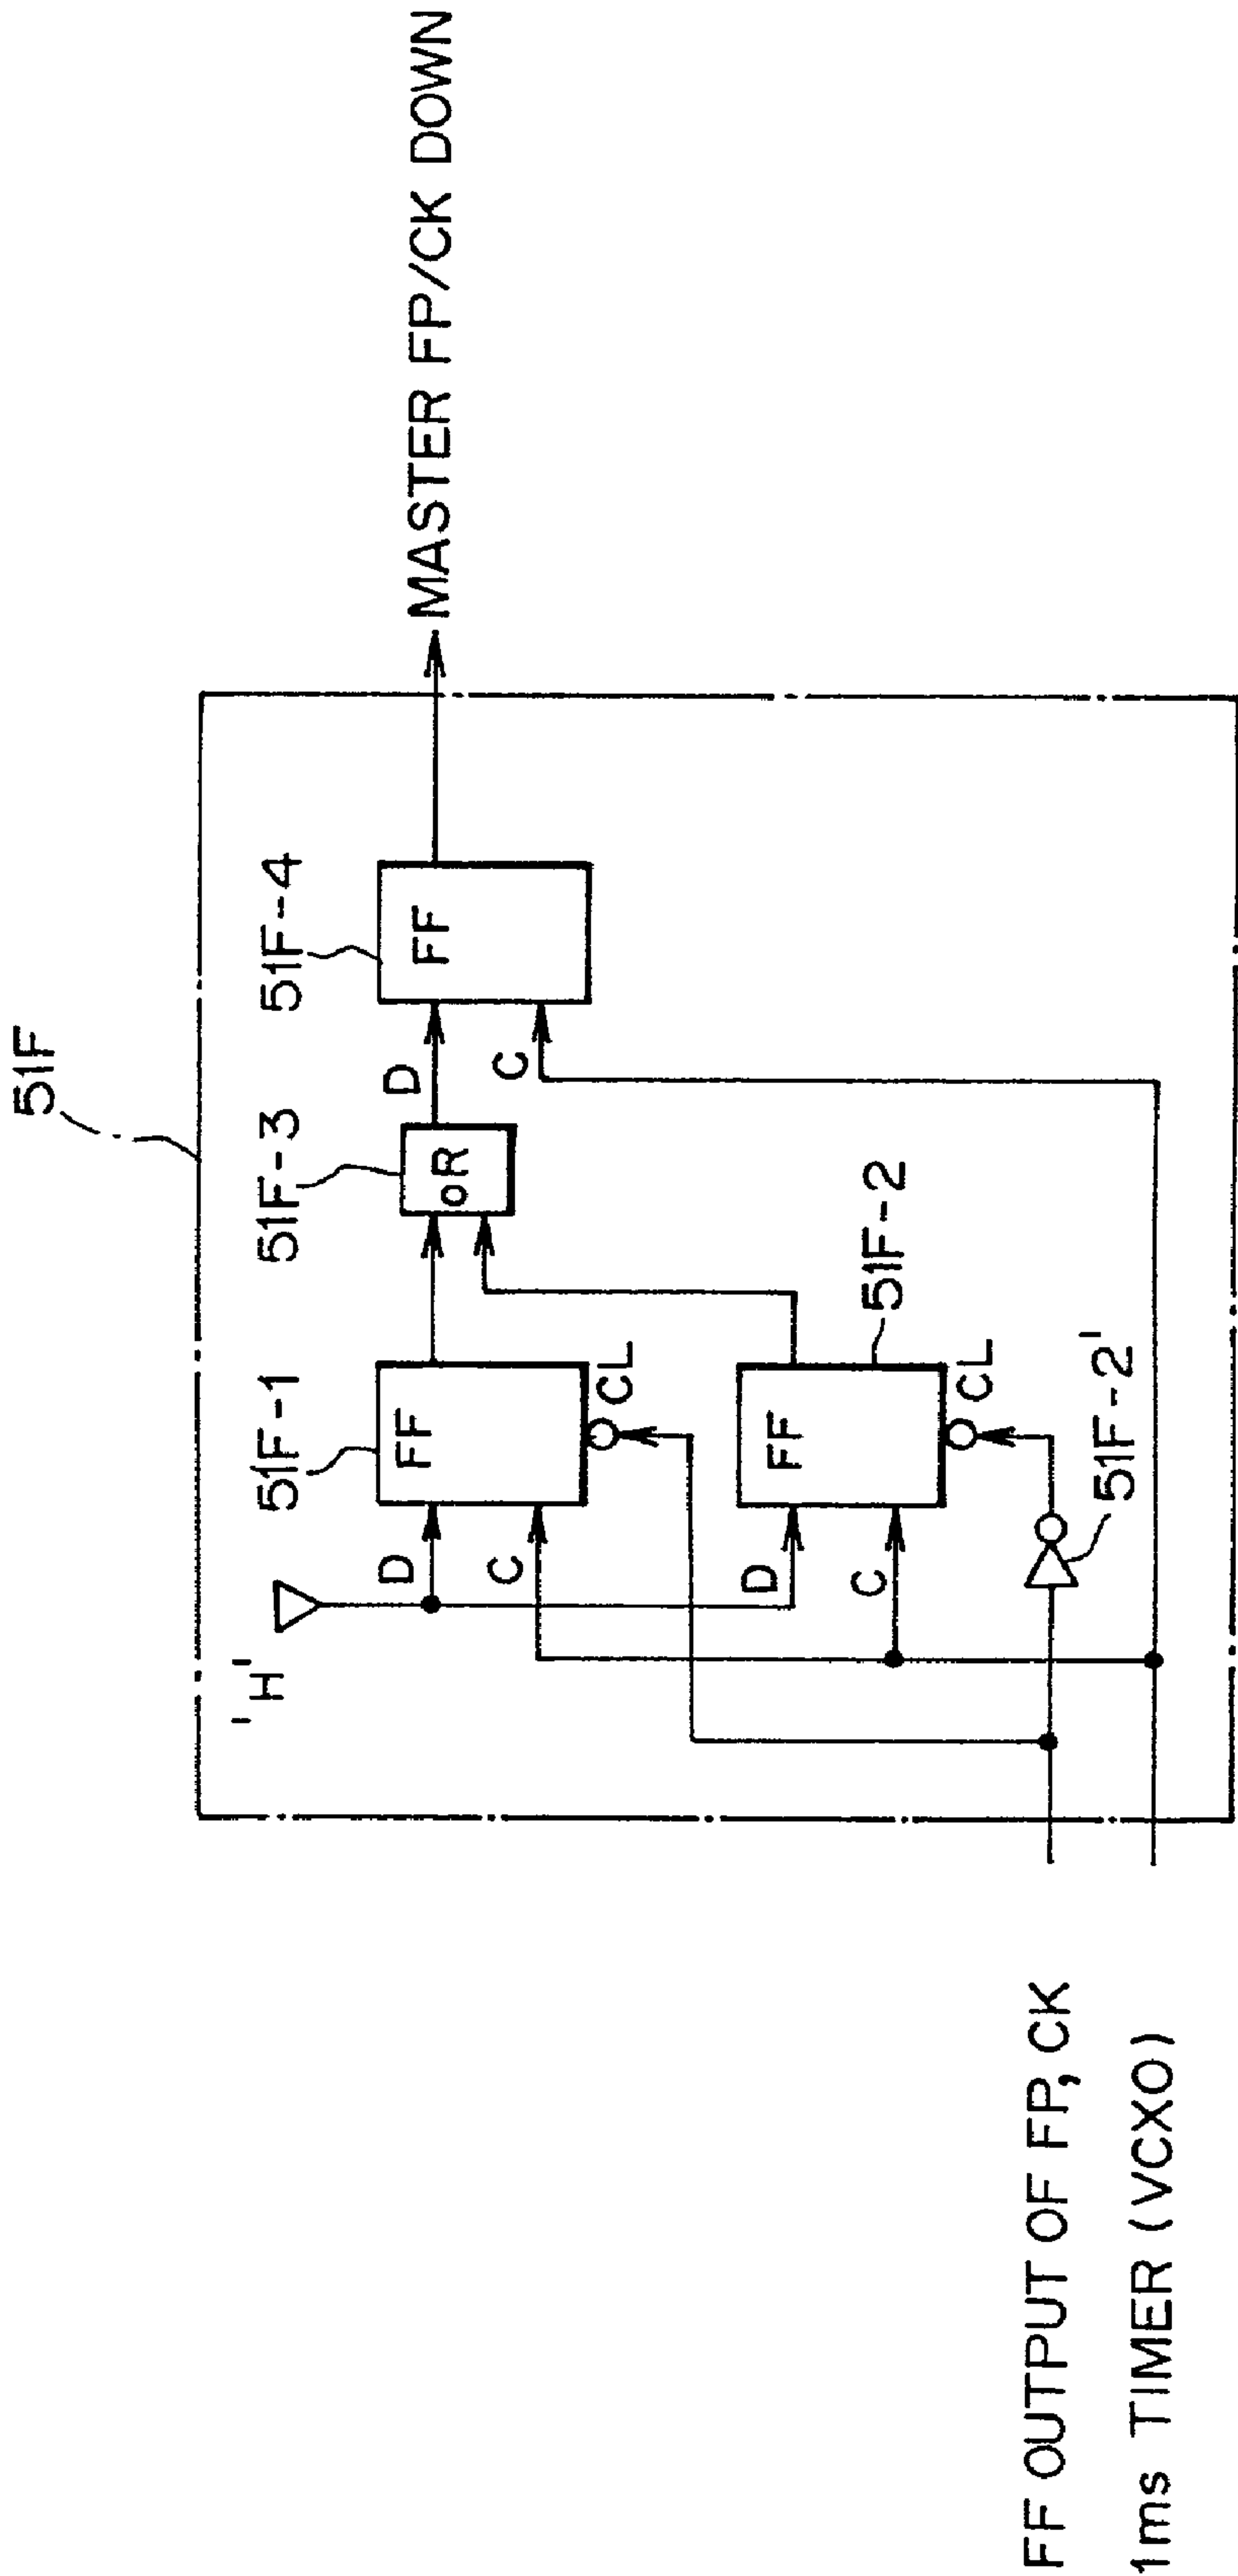 51F
51F-1
51F-3
51F-4
'H'
D
FF
oR
D
FF
MASTER FP/CK DOWN
C
C
CL
D
FF
51F-2
C
CL
51F-2'
FF OUTPUT OF FP, CK
1ms TIMER (VCXO)